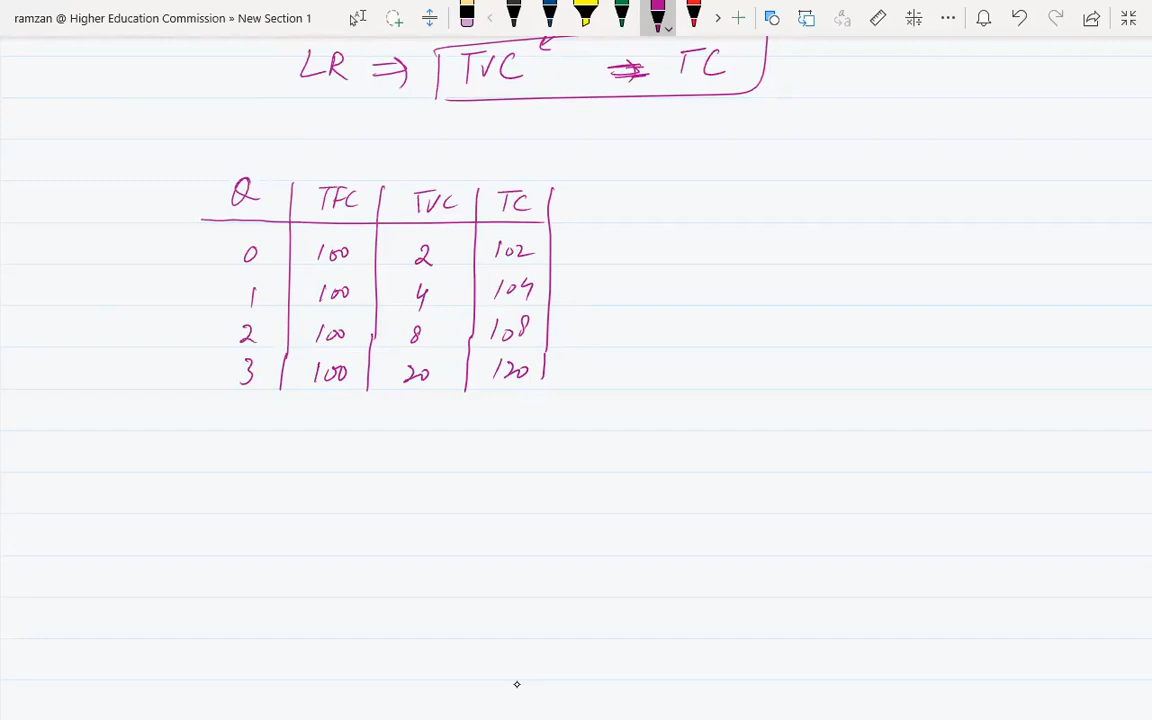 ramzan @ Higher Education Commission » New Section 1
LR ⇒ TVC ⇒ TC
Q TFC TVC TC
0 100 2 102
1 100 4 104
2 100 8 108
3 100 20 120